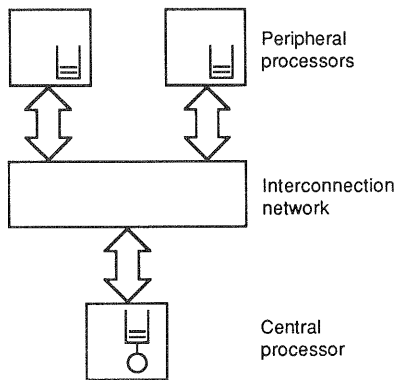 Peripheral
processors
Interconnection
network
Central
processor